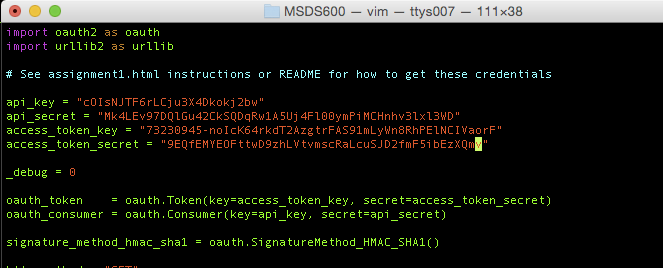 MSDS600 — vim — ttys007 — 111×38
import oauth2 as oauth
import urllib2 as urllib
# See assignment1.html instructions or README for how to get these credentials
api_key = "cOIsNJTF6rLCju3X4Dkokj2bw"
api_secret = "Mk4LEv97DQlGu42CkSQDqRw1A5Uj4Fl00ymPiMCHnhv3lxl3WD"
access_token_key = "73230945-noIcK64rkdT2AzgtrFAS91mLyWn8RhPElNCIVaorF"
access_token_secret = "9EQfEMYEOFttwD9zhLVtvmscRaLcuSJD2fmF5ibEzXQmv"
_debug = 0
oauth_token    = oauth.Token(key=access_token_key, secret=access_token_secret)
oauth_consumer = oauth.Consumer(key=api_key, secret=api_secret)
signature_method_hmac_sha1 = oauth.SignatureMethod_HMAC_SHA1()